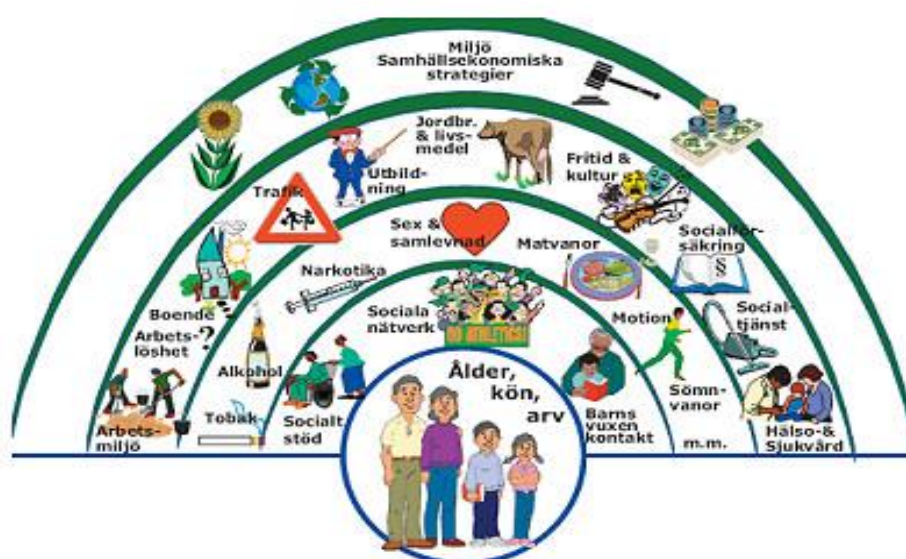 Miljö
Samhällsekonomiska
strategier
Jordbr.
& livs-
medel
Utbild-
ning
Fritid &
kultur
Trafik
Socialför-
säkring
§
Boende
Arbets-
löshet
?
Social-
tjänst
Arbets-
miljö
Hälso-&
Sjukvård
Sex &
samlevnad
Matvanor
Narkotika
Motion
Alkohol
Sömn-
vanor
Tobak
m.m.
Sociala
nätverk
GO ATHLETICS!
Socialt
stöd
Barns
vuxen
kontakt
Ålder,
kön,
arv